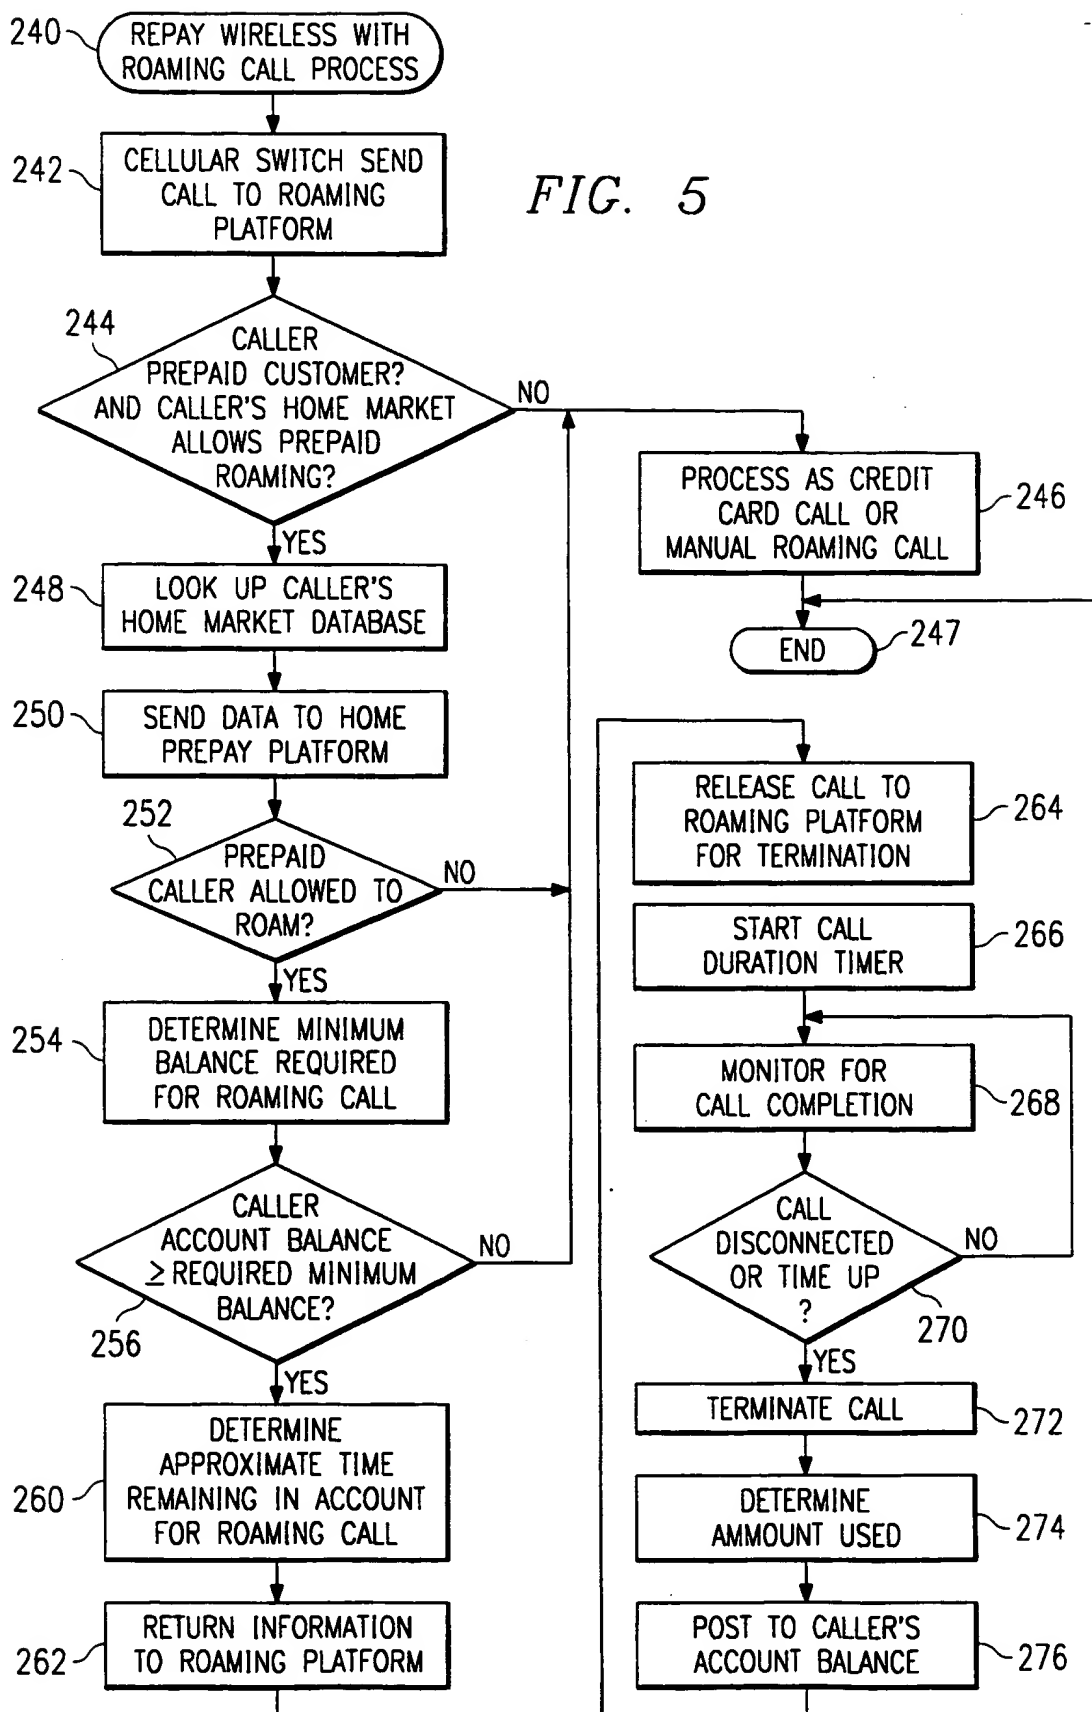 240
REPAY WIRELESS WITH
ROAMING CALL PROCESS
242
CELLULAR SWITCH SEND
CALL TO ROAMING
PLATFORM
FIG. 5
244
CALLER
PREPAID CUSTOMER?
AND CALLER'S HOME MARKET
ALLOWS PREPAID
ROAMING?
NO
YES
PROCESS AS CREDIT
CARD CALL OR
MANUAL ROAMING CALL
246
END
247
248
LOOK UP CALLER'S
HOME MARKET DATABASE
250
SEND DATA TO HOME
PREPAY PLATFORM
252
PREPAID
CALLER ALLOWED TO
ROAM?
NO
YES
254
DETERMINE MINIMUM
BALANCE REQUIRED
FOR ROAMING CALL
CALLER
ACCOUNT BALANCE
≥ REQUIRED MINIMUM
BALANCE?
256
NO
YES
260
DETERMINE
APPROXIMATE TIME
REMAINING IN ACCOUNT
FOR ROAMING CALL
262
RETURN INFORMATION
TO ROAMING PLATFORM
RELEASE CALL TO
ROAMING PLATFORM
FOR TERMINATION
264
START CALL
DURATION TIMER
266
MONITOR FOR
CALL COMPLETION
268
CALL
DISCONNECTED
OR TIME UP
?
NO
270
YES
TERMINATE CALL
272
DETERMINE
AMMOUNT USED
274
POST TO CALLER'S
ACCOUNT BALANCE
276